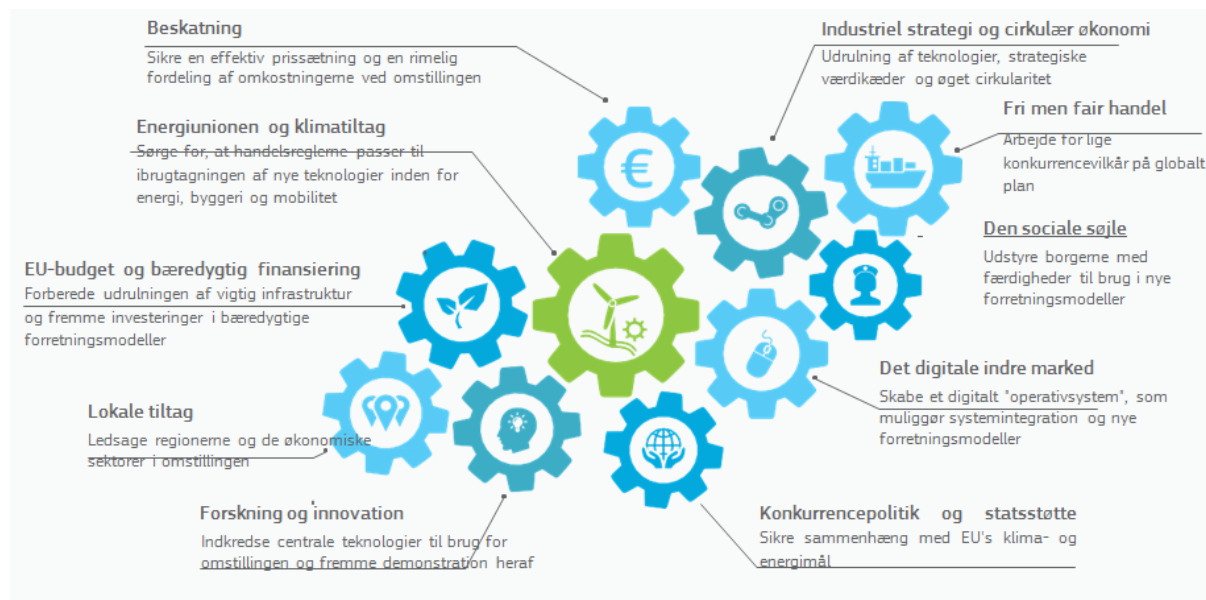 Beskatning
Sikre en effektiv prissætning og en rimelig
fordeling af omkostningerne ved omstillingen
Industriel strategi og cirkulær økonomi
Udrulning af teknologier, strategiske
værdikæder og øget cirkularitet
Energiunionen og klimatiltag
Sørge for, at handelsreglerne passer til
ibrugtagningen af nye teknologier inden for
energi, byggeri og mobilitet
Fri men fair handel
Arbejde for lige
konkurrencevilkår på globalt
plan
€
Den sociale søjle
Udstyre borgerne med
færdigheder til brug i nye
forretningsmodeller
EU-budget og bæredygtig finansiering
Forberede udrulningen af vigtig infrastruktur
og fremme investeringer i bæredygtige
forretningsmodeller
Det digitale indre marked
Skabe et digitalt "operativsystem", som
muliggør systemintegration og nye
forretningsmodeller
Lokale tiltag
Ledsage regionerne og de økonomiske
sektorer i omstillingen
Forskning og innovation
Indkredse centrale teknologier til brug for
omstillingen og fremme demonstration heraf
Konkurrencepolitik og statsstøtte
Sikre sammenhæng med EU's klima- og
energimål